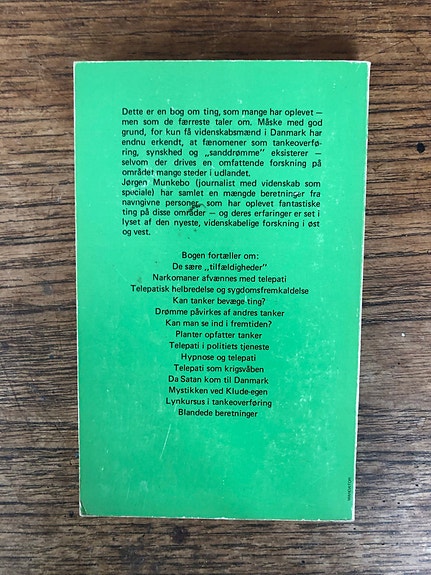 Dette er en bog om ting, som mange har oplevet —
men som de færreste taler om. Måske med god
grund, for kun få videnskabsmænd i Danmark har
endnu erkendt, at fænomener som tankeoverfø-
ring, synskhed og „sanddrømme” eksisterer —
selvom der drives en omfattende forskning på
området mange steder i udlandet.
Jørgen Munkebo (journalist med videnskab som
speciale) har samlet en mængde beretninger fra
navngivne personer, som har oplevet fantastiske
ting på disse områder — og deres erfaringer er set i
lyset af den nyeste, videnskabelige forskning i øst
og vest.
Bogen fortæller om:
De sære „tilfældigheder”
Narkomaner afvænnes med telepati
Telepatisk helbredelse og sygdomsfremkaldelse
Kan tanker bevæge ting?
Drømme påvirkes af andres tanker
Kan man se ind i fremtiden?
Planter opfatter tanker
Telepati i politiets tjeneste
Hypnose og telepati
Telepati som krigsvåben
Da Satan kom til Danmark
Mystikken ved Klude-egen
Lynkursus i tankeoverføring
Blandede beretninger